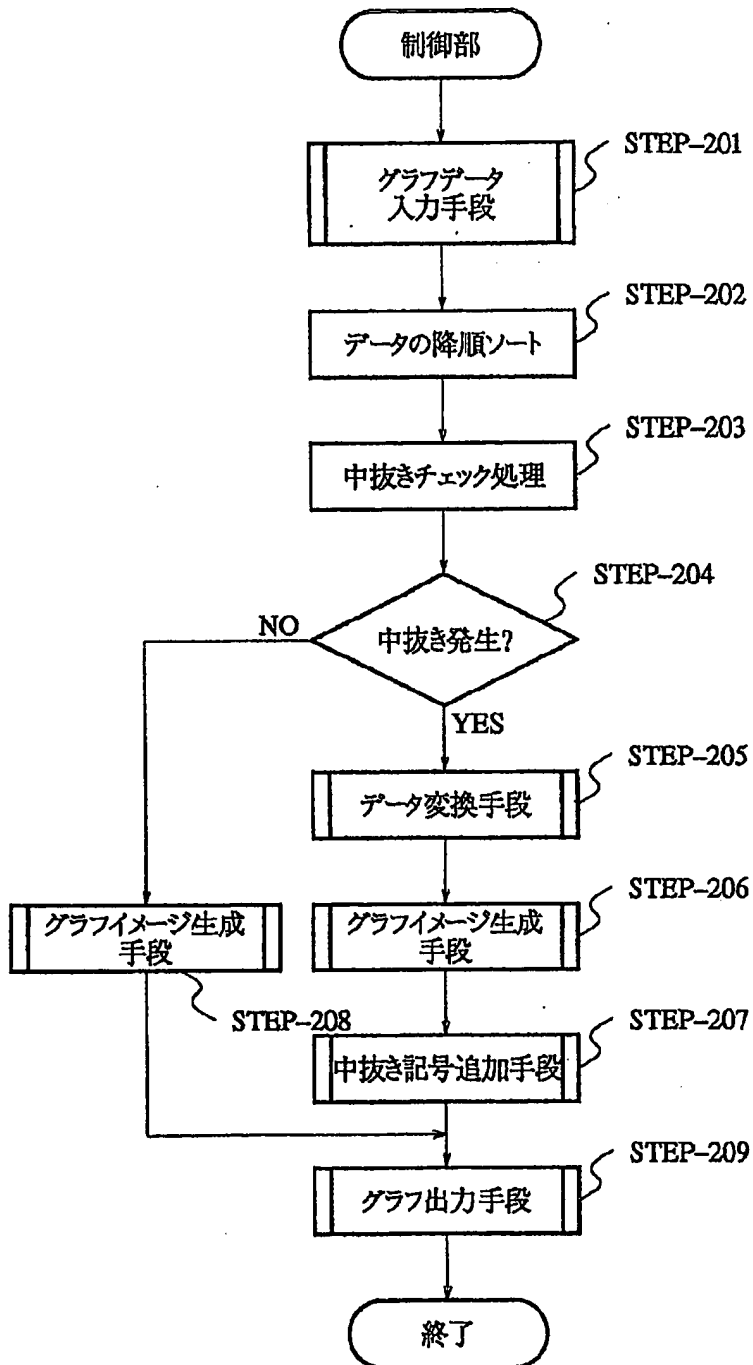 制御部
STEP-201
グラフデータ
入力手段
STEP-202
データの降順ソート
STEP-203
中抜きチェック処理
STEP-204
中抜き発生?
NO
YES
STEP-205
データ変換手段
STEP-206
グラフイメージ生成
手段
グラフイメージ生成
手段
STEP-208
STEP-207
中抜き記号追加手段
STEP-209
グラフ出力手段
終了